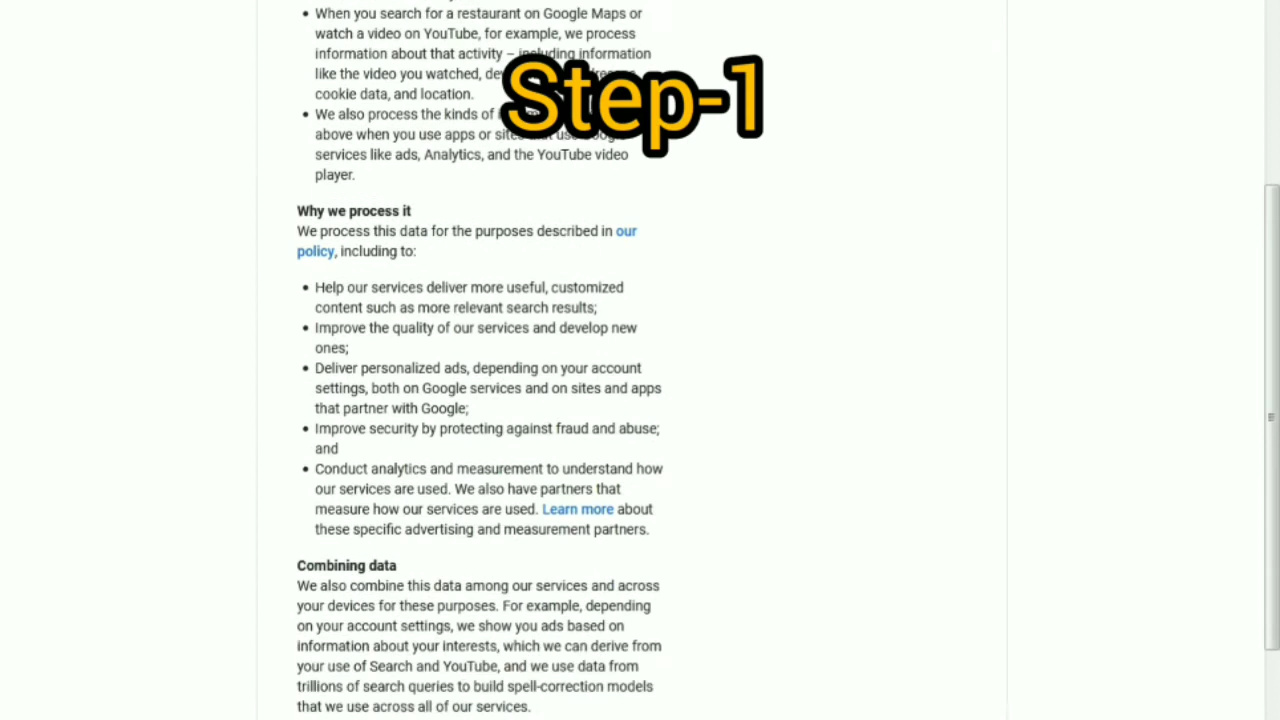 When you search for a restaurant on Google Maps or
watch a video on YouTube, for example, we process
information about that activity – including information
like the video you watched,
cookie data, and location.
Step-1
We also process the kinds of
above when you use apps or sites that use Google
services like ads, Analytics, and the YouTube video
player.
Why we process it
We process this data for the purposes described in our
policy, including to:
Help our services deliver more useful, customized
content such as more relevant search results;
Improve the quality of our services and develop new
ones;
Deliver personalized ads, depending on your account
settings, both on Google services and on sites and apps
that partner with Google;
Improve security by protecting against fraud and abuse;
and
Conduct analytics and measurement to understand how
our services are used. We also have partners that
measure how our services are used. Learn more about
these specific advertising and measurement partners.
Combining data
We also combine this data among our services and across
your devices for these purposes. For example, depending
on your account settings, we show you ads based on
information about your interests, which we can derive from
your use of Search and YouTube, and we use data from
trillions of search queries to build spell-correction models
that we use across all of our services.